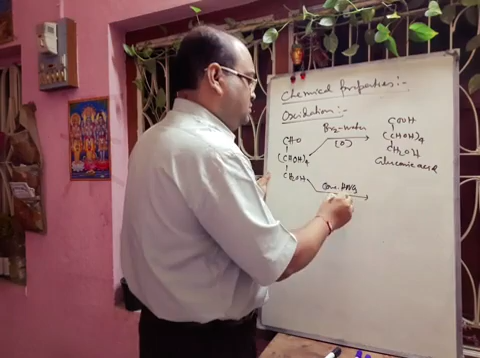 Chemical Properties:-
Oxidation:-
CHO
(CHOH)4
CH2OH
Br2-water
(O)
COOH
(CHOH)4
CH2OH
Gluconic acid
Conc. HNO3